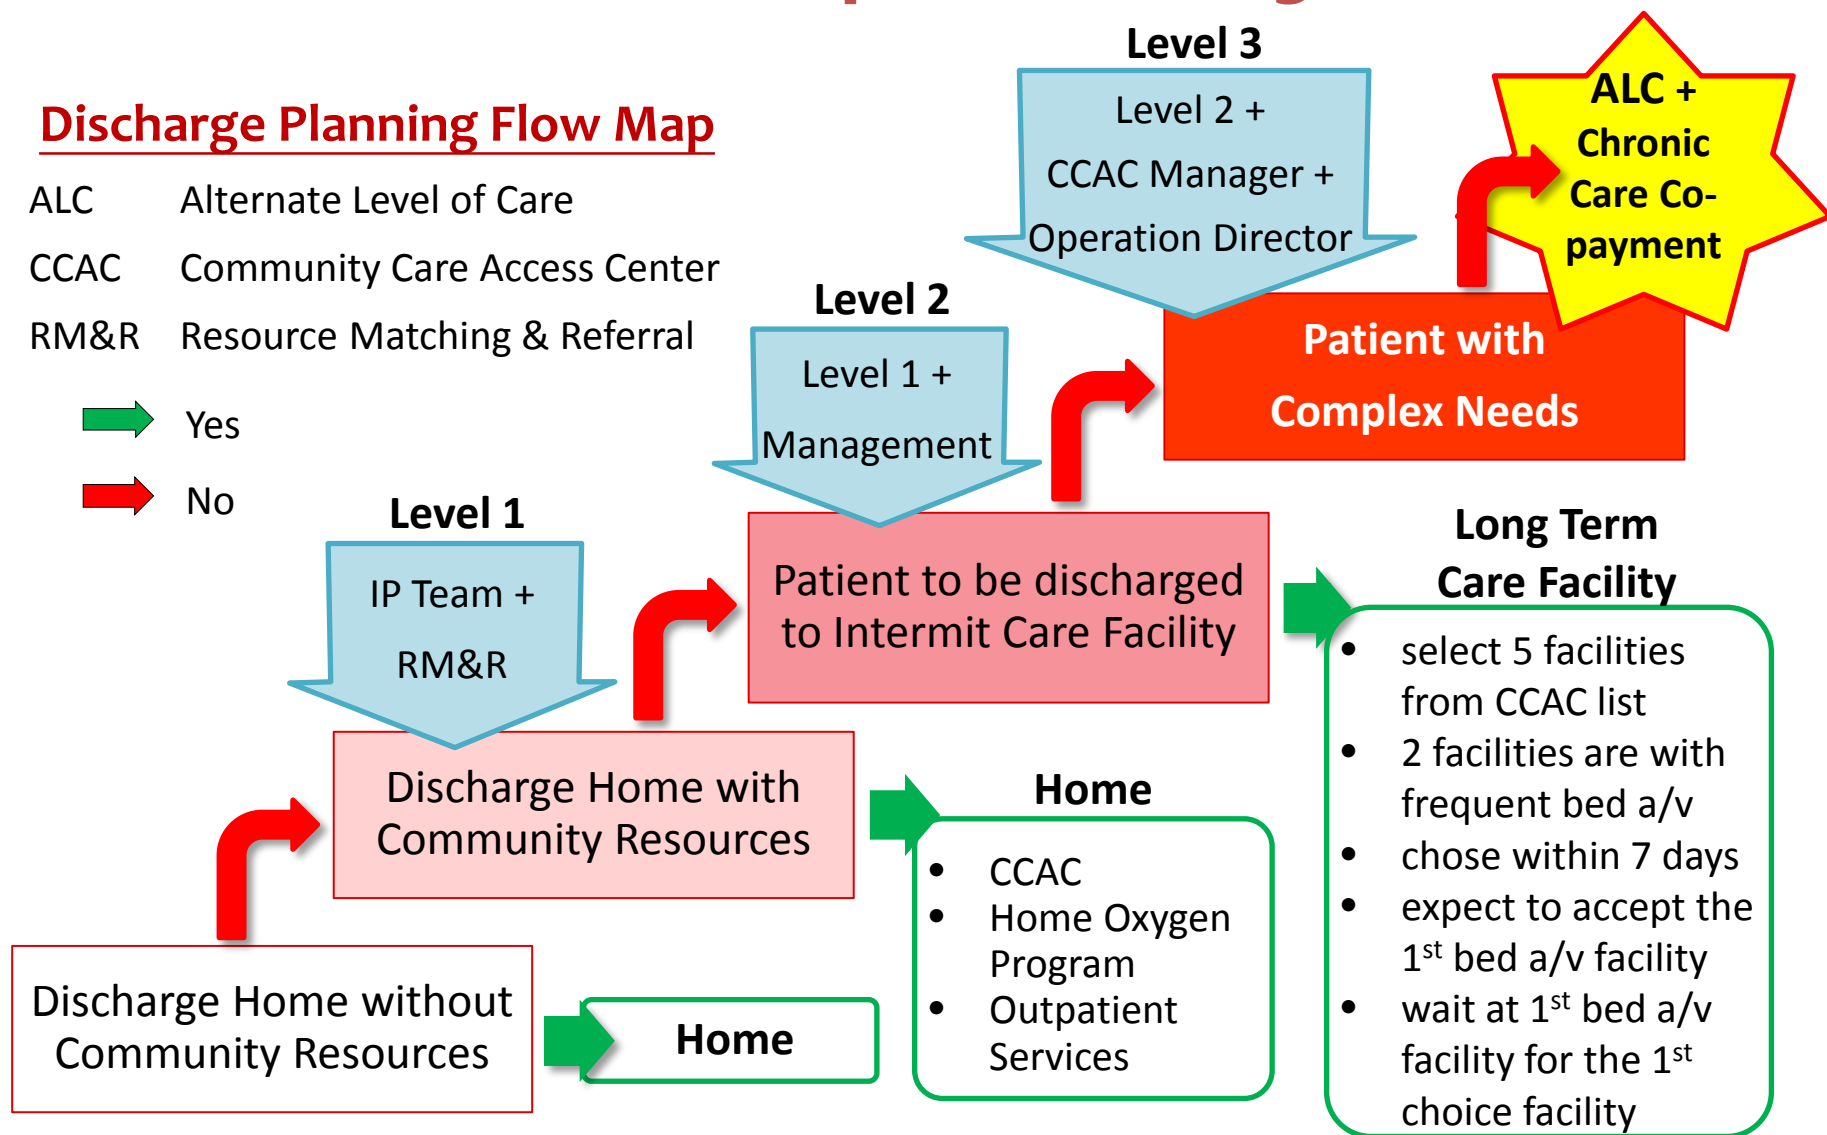 Discharge Planning Flow Map
ALC Alternate Level of Care
CCAC Community Care Access Center
RM&R Resource Matching & Referral
Yes
No
Level 1
IP Team +
RM&R
Level 2
Level 1 +
Management
Level 3
Level 2 +
CCAC Manager +
Operation Director
ALC +
Chronic
Care Co-
payment
Patient with
Complex Needs
Patient to be discharged
to Intermit Care Facility
Discharge Home with
Community Resources
Discharge Home without
Community Resources
Home
Home
• CCAC
• Home Oxygen
Program
• Outpatient
Services
Long Term
Care Facility
• select 5 facilities
from CCAC list
• 2 facilities are with
frequent bed a/v
• chose within 7 days
• expect to accept the
1st bed a/v facility
• wait at 1st bed a/v
facility for the 1st
choice facility